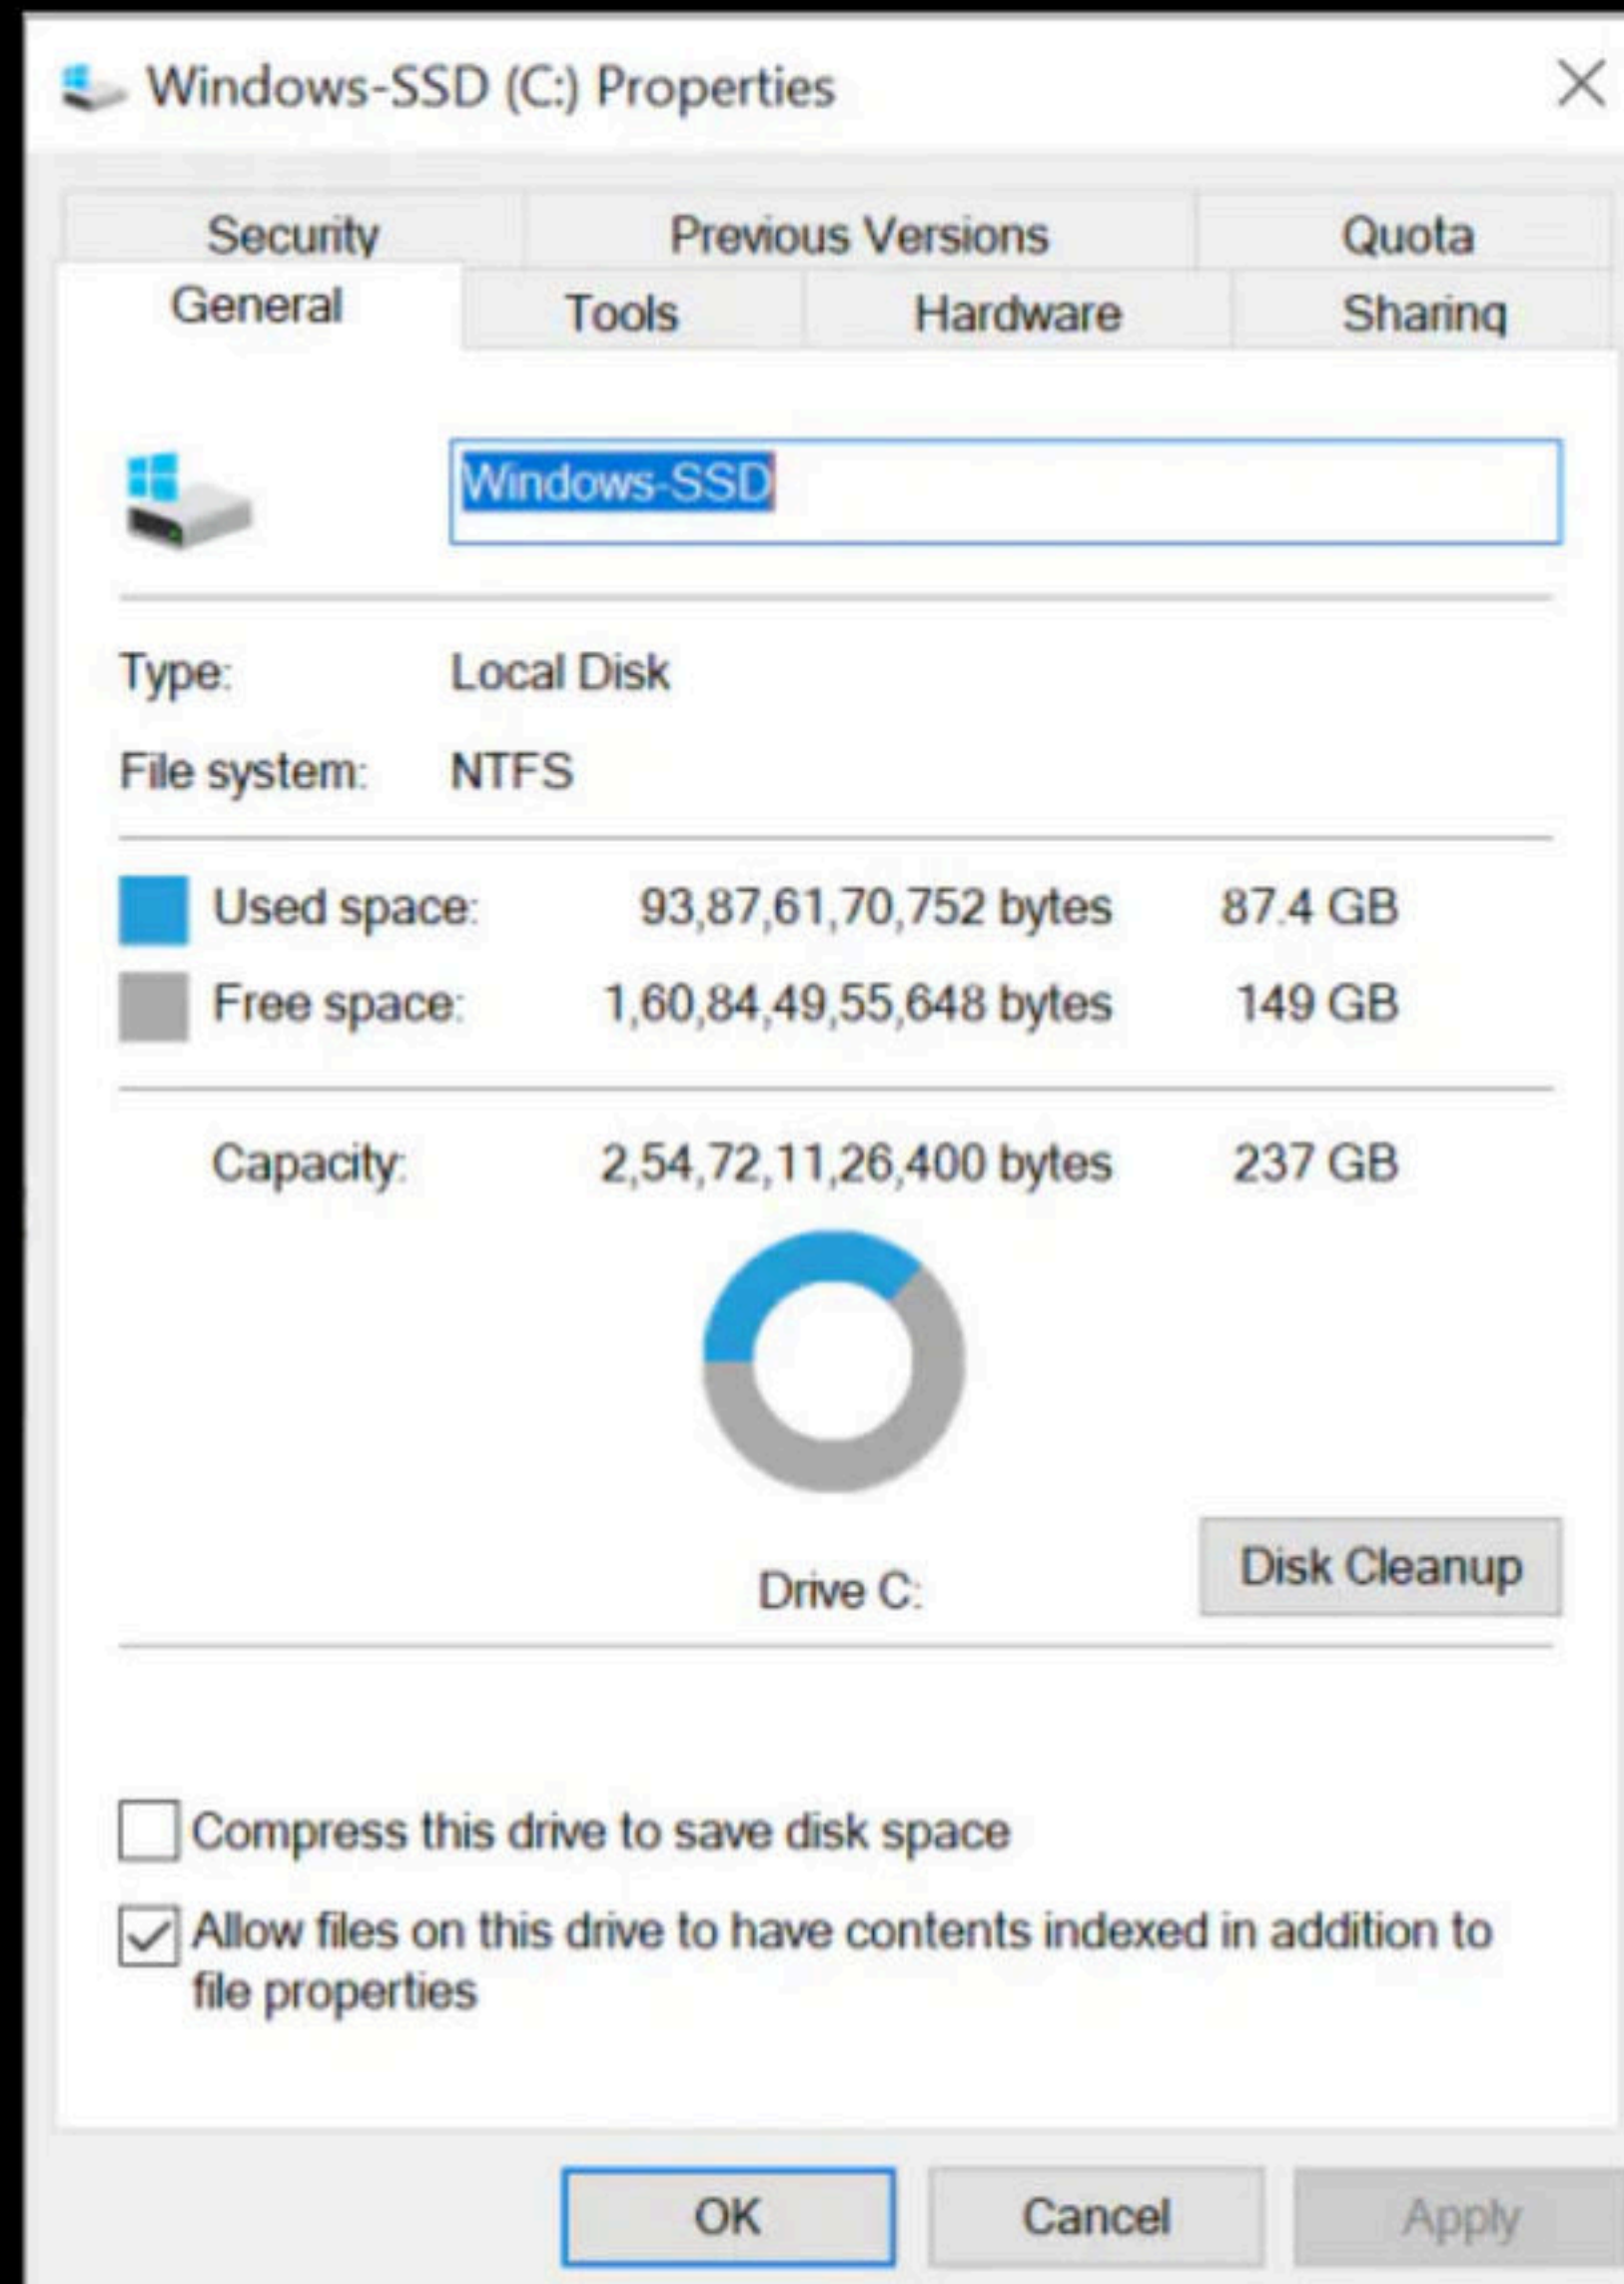 Windows-SSD (C:) Properties
Security Previous Versions Quota
General Tools Hardware Sharing
Windows-SSD
Type: Local Disk
File system: NTFS
Used space: 93,87,61,70,752 bytes 87.4 GB
Free space: 1,60,84,49,55,648 bytes 149 GB
Capacity: 2,54,72,11,26,400 bytes 237 GB
Drive C:
Disk Cleanup
Compress this drive to save disk space
Allow files on this drive to have contents indexed in addition to
file properties
OK Cancel Apply